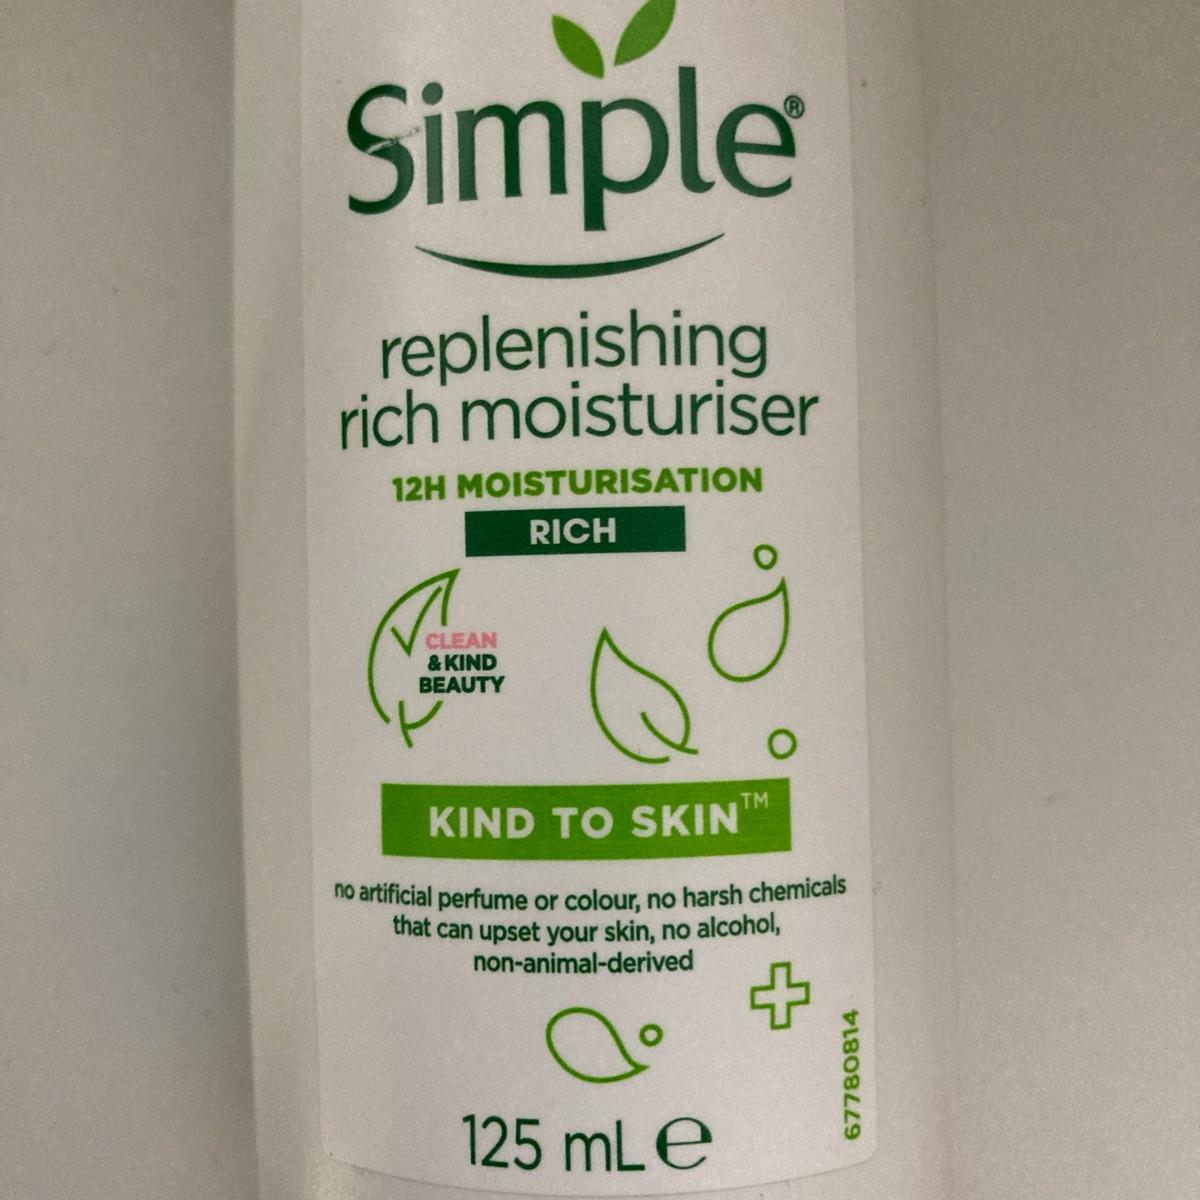 Simple®
replenishing
rich moisturiser
12H MOISTURISATION
RICH
CLEAN
& KIND
BEAUTY
KIND TO SKIN™
no artificial perfume or colour, no harsh chemicals
that can upset your skin, no alcohol,
non-animal-derived
67780814
125 mL ℮